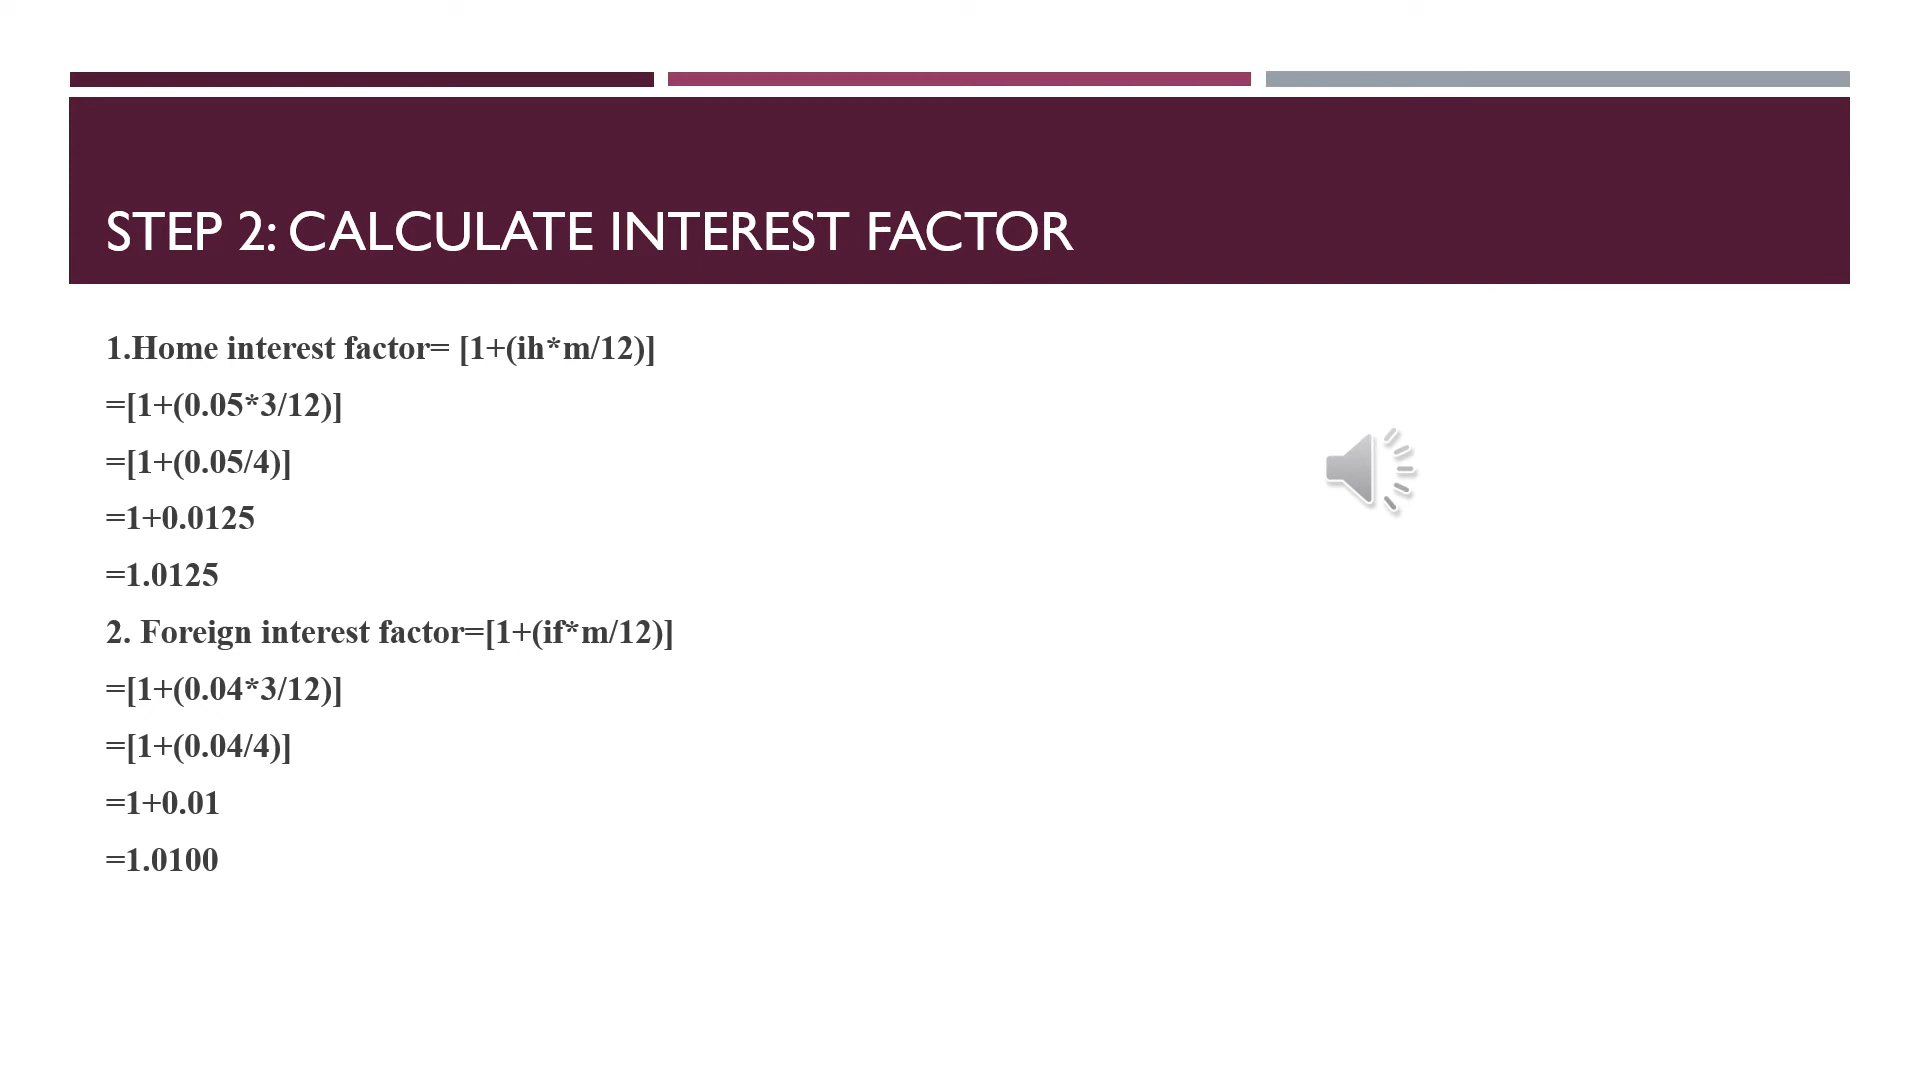 STEP 2: CALCULATE INTEREST FACTOR
1.Home interest factor= [1+(ih*m/12)]
=[1+(0.05*3/12)]
=[1+(0.05/4)]
=1+0.0125
=1.0125
2. Foreign interest factor=[1+(if*m/12)]
=[1+(0.04*3/12)]
=[1+(0.04/4)]
=1+0.01
=1.0100